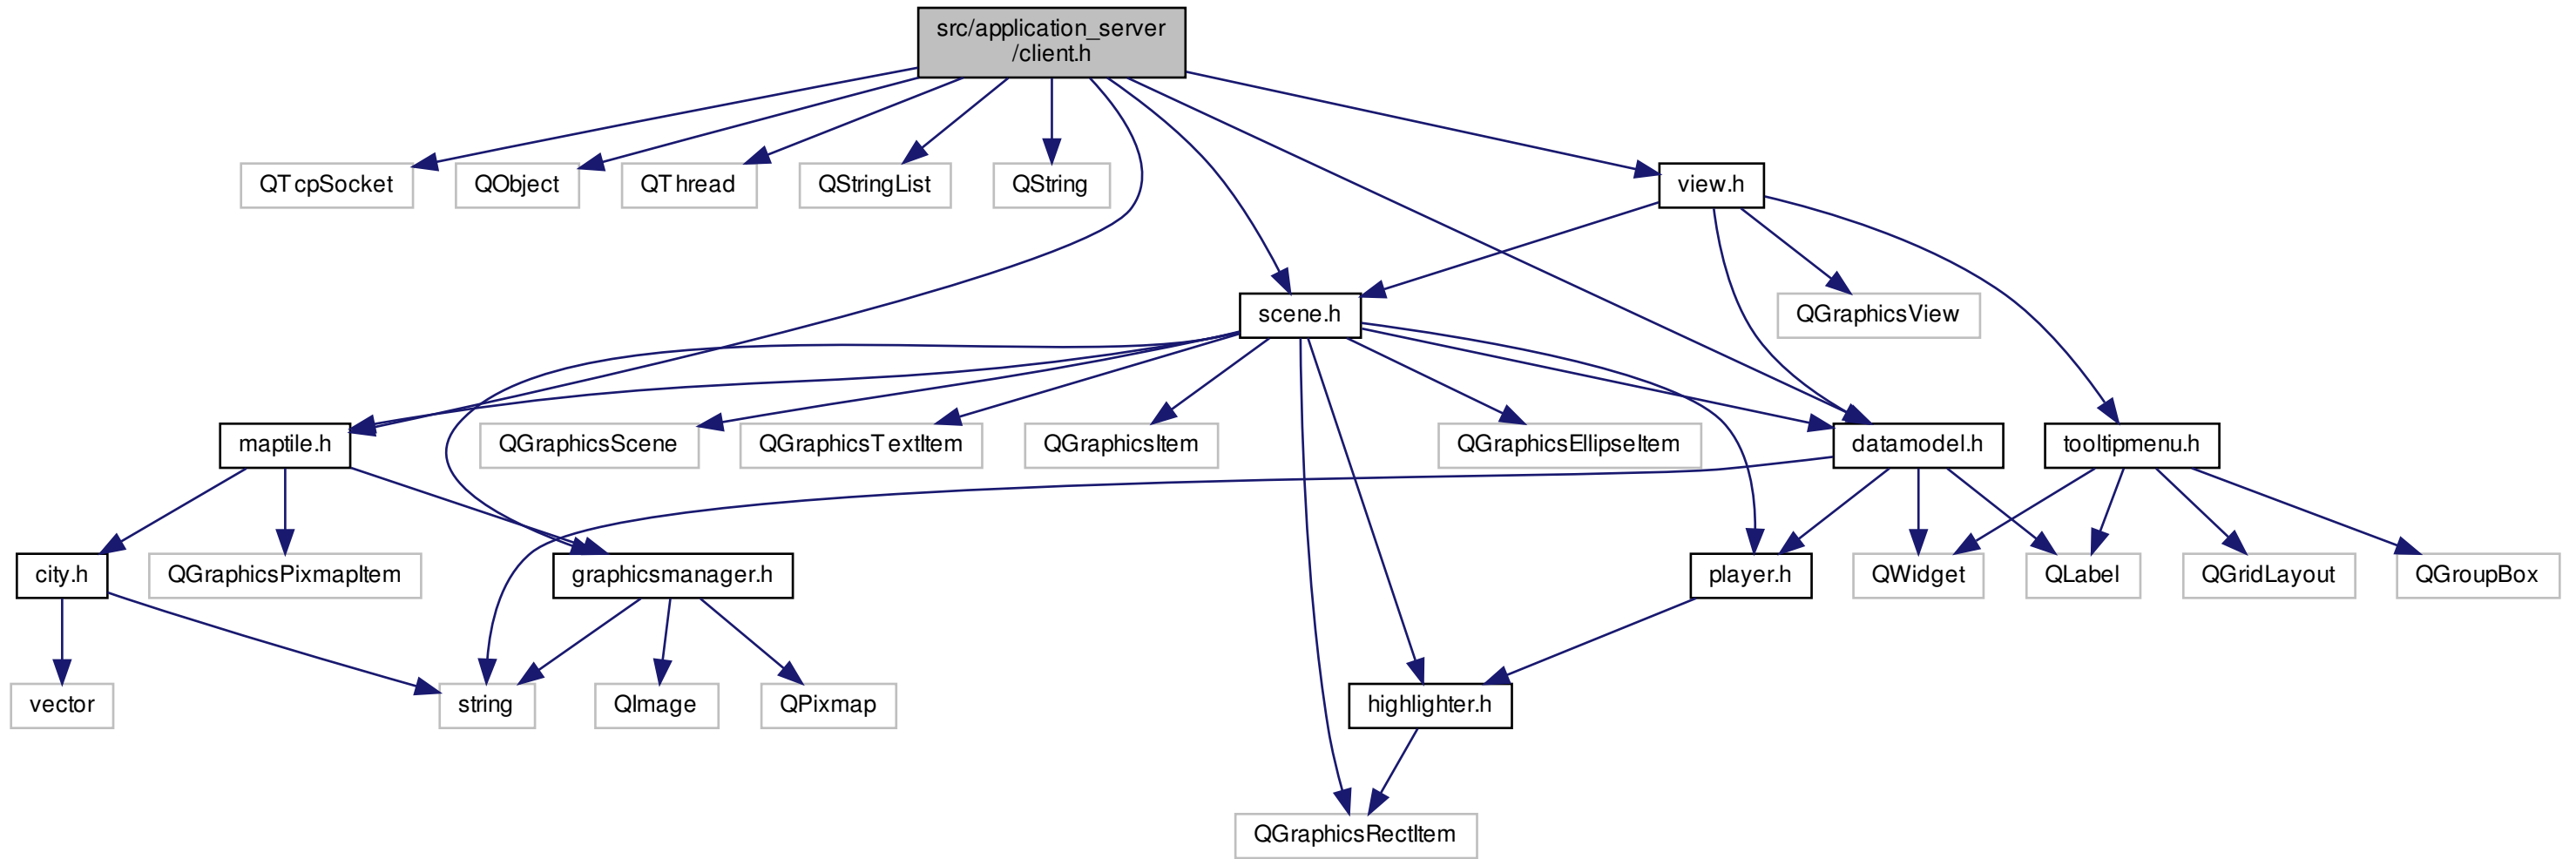 src/application_server
/client.h
QTcpSocket
QObject
QThread
QStringList
QString
view.h
scene.h
QGraphicsView
maptile.h
QGraphicsScene
QGraphicsTextItem
QGraphicsItem
QGraphicsEllipseItem
datamodel.h
tooltipmenu.h
city.h
QGraphicsPixmapItem
graphicsmanager.h
player.h
QWidget
QLabel
QGridLayout
QGroupBox
vector
string
QImage
QPixmap
highlighter.h
QGraphicsRectItem